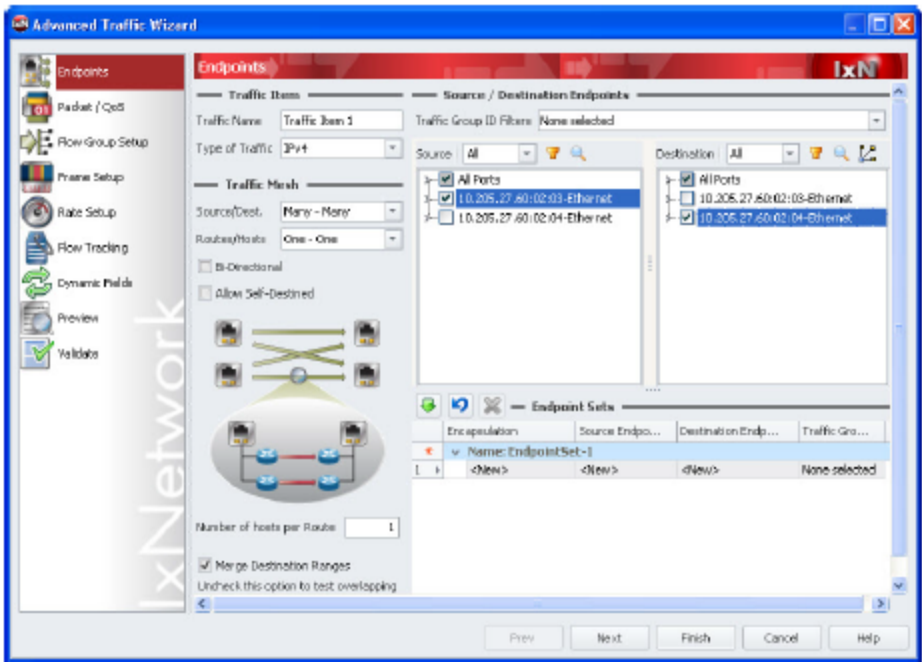 Advanced Traffic Wizard
Endpoints
Packet / QoS
Flow Group Setup
Frame Setup
Rate Setup
Flow Tracking
Dynamic Fields
Preview
Validate
IxNetwork
Endpoints
IxN
Traffic Item
Traffic Name Traffic Item 1
Type of Traffic IPv4
Traffic Mesh
Source/Dest. Many - Many
Routes/Hosts One - One
Bi-Directional
Allow Self-Destined
Number of hosts per Route 1
Merge Destination Ranges
Uncheck this option to test overlapping
Source / Destination Endpoints
Traffic Group ID Filters None selected
Source All
All Ports
10.205.27.60:02:03-Ethernet
10.205.27.60:02:04-Ethernet
Destination All
All Ports
10.205.27.60:02:03-Ethernet
10.205.27.60:02:04-Ethernet
Endpoint Sets
Encapsulation Source Endpo... Destination Endp... Traffic Gro...
Name: EndpointSet-1
1 <New> <New> <New> None selected
Prev Next Finish Cancel Help